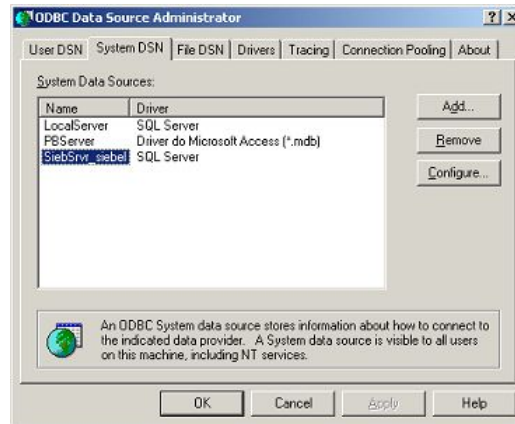 ODBC Data Source Administrator
User DSN System DSN File DSN Drivers Tracing Connection Pooling About
System Data Sources:
Name Driver
LocalServer SQL Server
PBServer Driver do Microsoft Access (*.mdb)
SiebSrvr_siebel SQL Server
Add...
Remove
Configure...
An ODBC System data source stores information about how to connect to
the indicated data provider. A System data source is visible to all users
on this machine, including NT services.
OK Cancel Apply Help